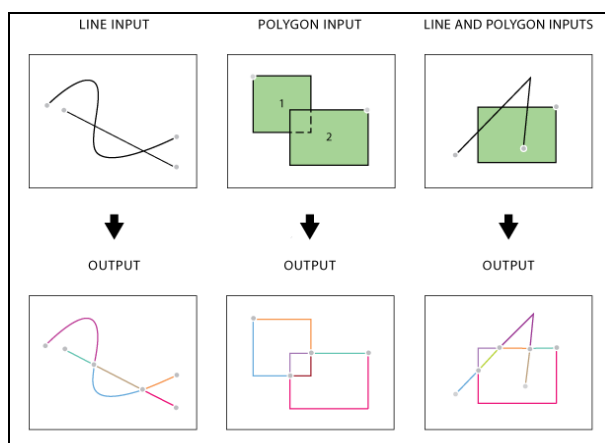 LINE INPUT
POLYGON INPUT
LINE AND POLYGON INPUTS
1
2
OUTPUT
OUTPUT
OUTPUT